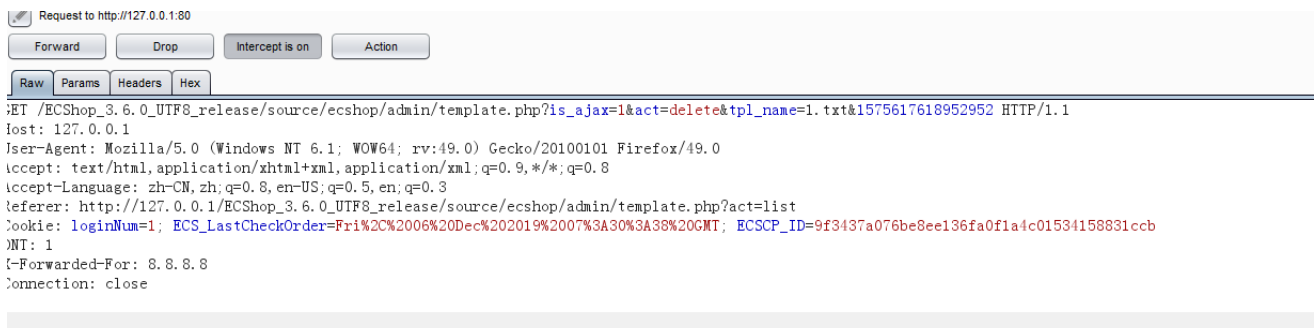 Request to http://127.0.0.1:80
Forward Drop Intercept is on Action
Raw Params Headers Hex
GET /ECShop_3.6.0_UTF8_release/source/ecshop/admin/template.php?is_ajax=1&act=delete&tpl_name=1.txt&1575617618952952 HTTP/1.1
Host: 127.0.0.1
User-Agent: Mozilla/5.0 (Windows NT 6.1; WOW64; rv:49.0) Gecko/20100101 Firefox/49.0
Accept: text/html,application/xhtml+xml,application/xml;q=0.9,*/*;q=0.8
Accept-Language: zh-CN,zh;q=0.8,en-US;q=0.5,en;q=0.3
Referer: http://127.0.0.1/ECShop_3.6.0_UTF8_release/source/ecshop/admin/template.php?act=list
Cookie: loginNum=1; ECS_LastCheckOrder=Fri%2C%2006%20Dec%202019%2007%3A30%3A38%20GMT; ECSCP_ID=9f3437a076be8ee136fa0f1a4c01534158831ccb
DNT: 1
X-Forwarded-For: 8.8.8.8
Connection: close